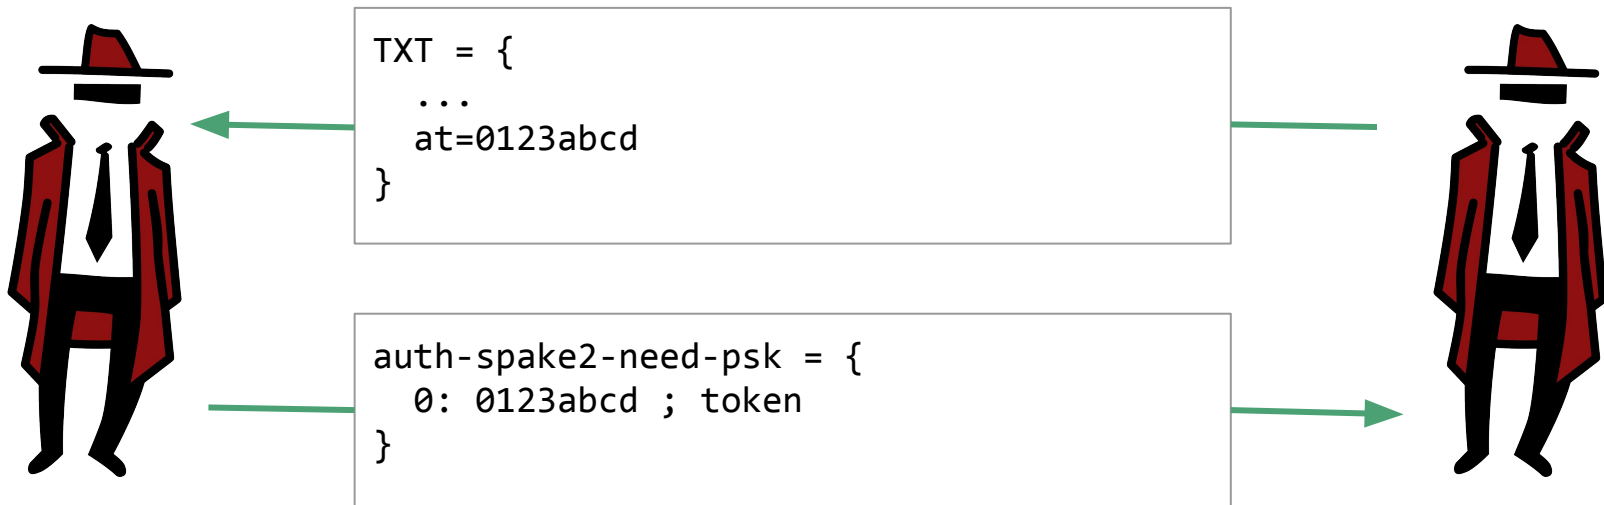 TXT = {
  ...
  at=0123abcd
}
auth-spake2-need-psk = {
  0: 0123abcd ; token
}